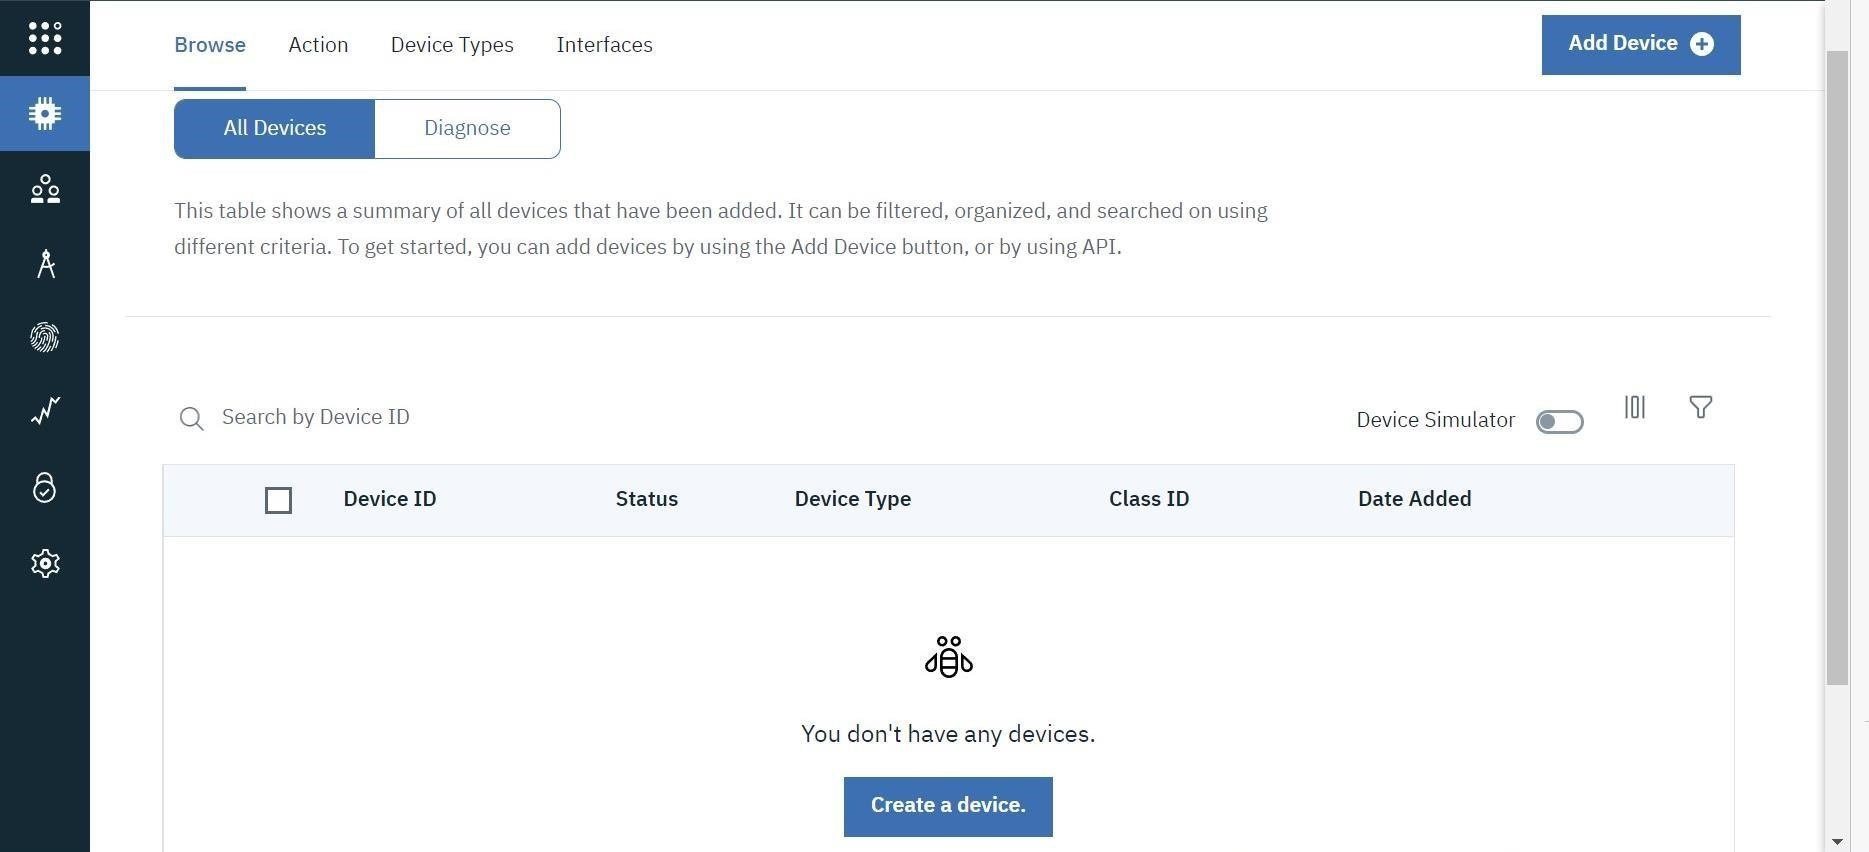 Browse Action Device Types Interfaces Add Device
All Devices Diagnose
This table shows a summary of all devices that have been added. It can be filtered, organized, and searched on using
different criteria. To get started, you can add devices by using the Add Device button, or by using API.
Search by Device ID Device Simulator
Device ID Status Device Type Class ID Date Added
You don't have any devices.
Create a device.